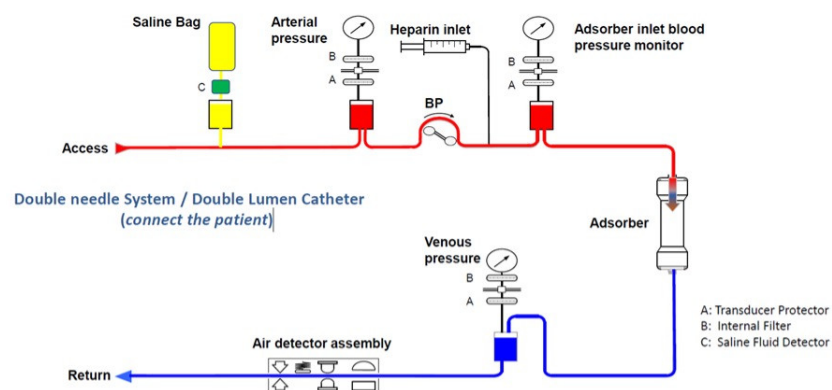 Saline Bag
C
Arterial
pressure
B
A
Heparin inlet
BP
Adsorber inlet blood
pressure monitor
B
A
Access
Double needle System / Double Lumen Catheter
(connect the patient)
Adsorber
Venous
pressure
B
A
A: Transducer Protector
B: Internal Filter
C: Saline Fluid Detector
Air detector assembly
Return